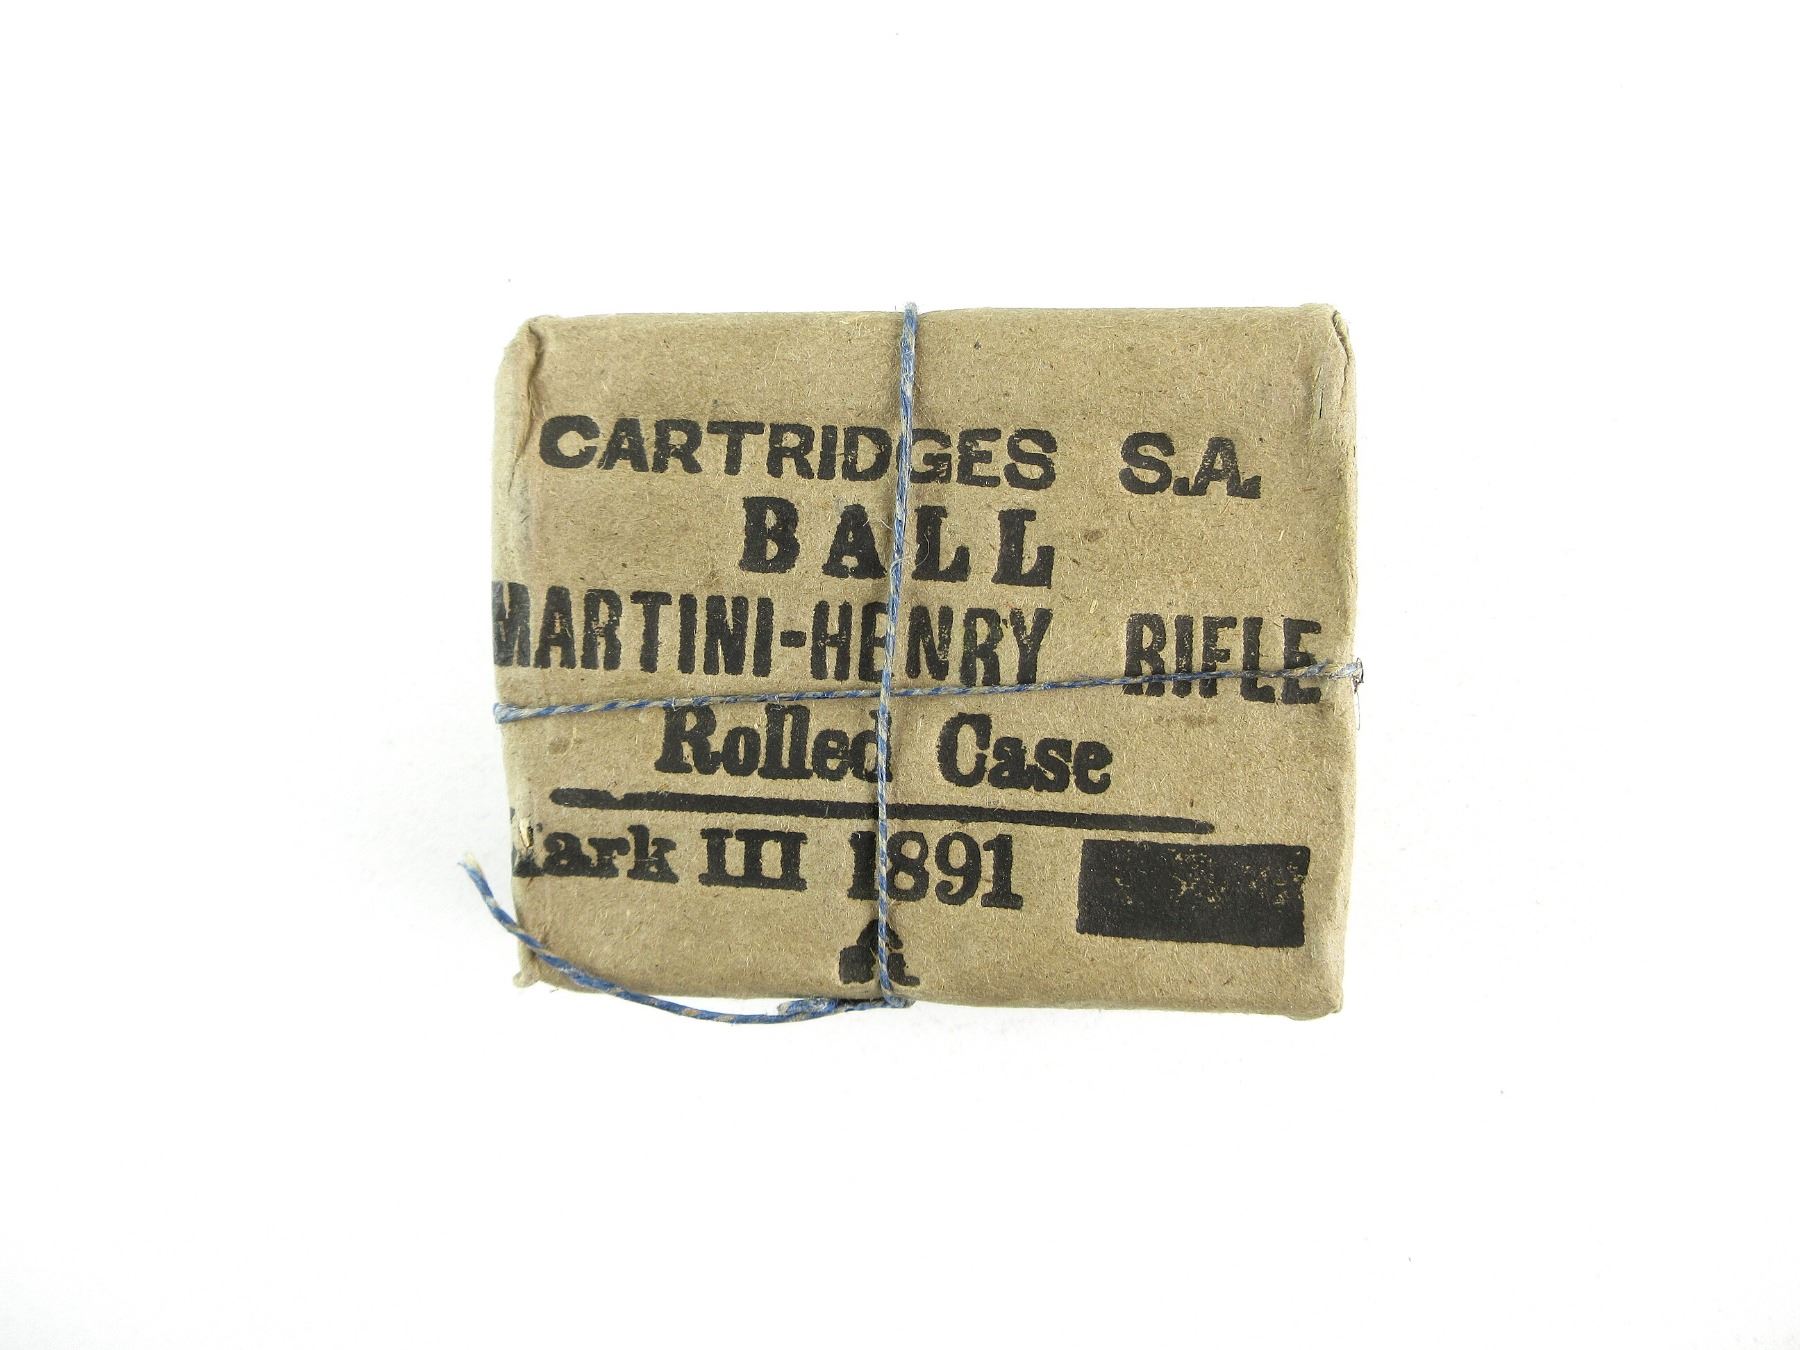 CARTRIDGES S.A.
BALL
MARTINI-HENRY RIFLE
Rolled Case
Mark III 1891